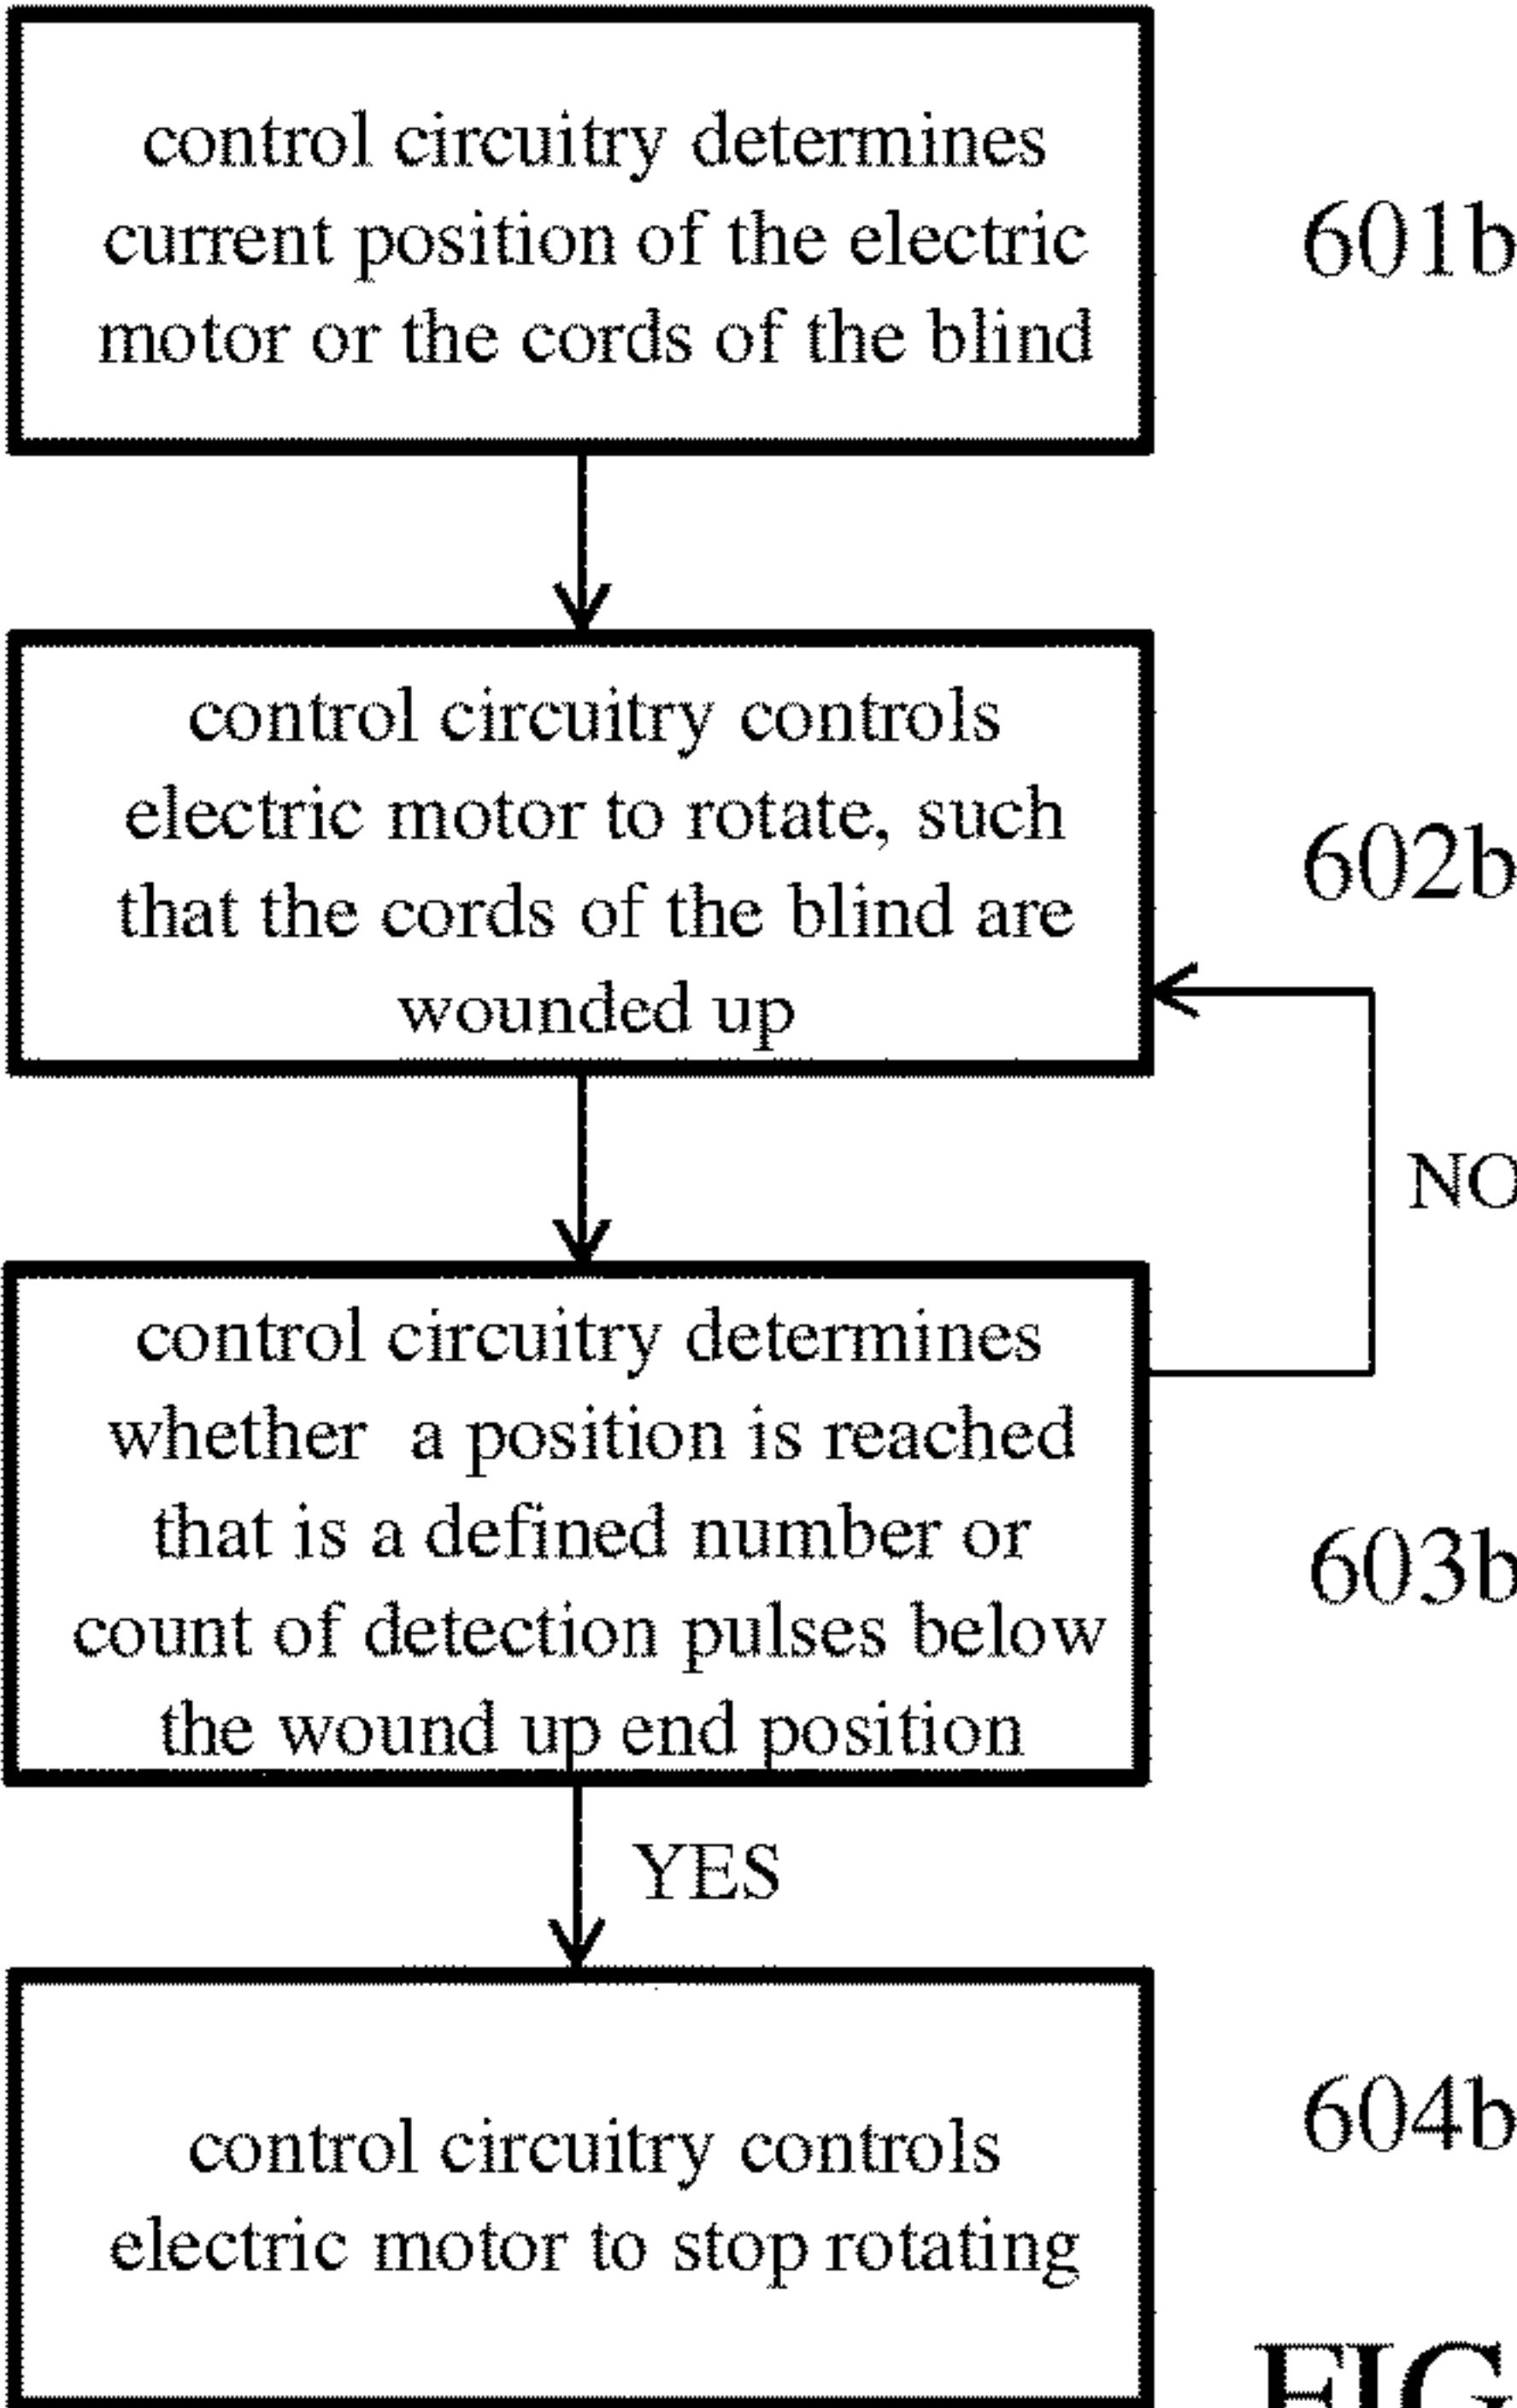 control circuitry determines
current position of the electric
motor or the cords of the blind
601b
control circuitry controls
electric motor to rotate, such
that the cords of the blind are
wounded up
602b
NO
control circuitry determines
whether a position is reached
that is a defined number or
count of detection pulses below
the wound up end position
603b
YES
control circuitry controls
electric motor to stop rotating
604b
FIG